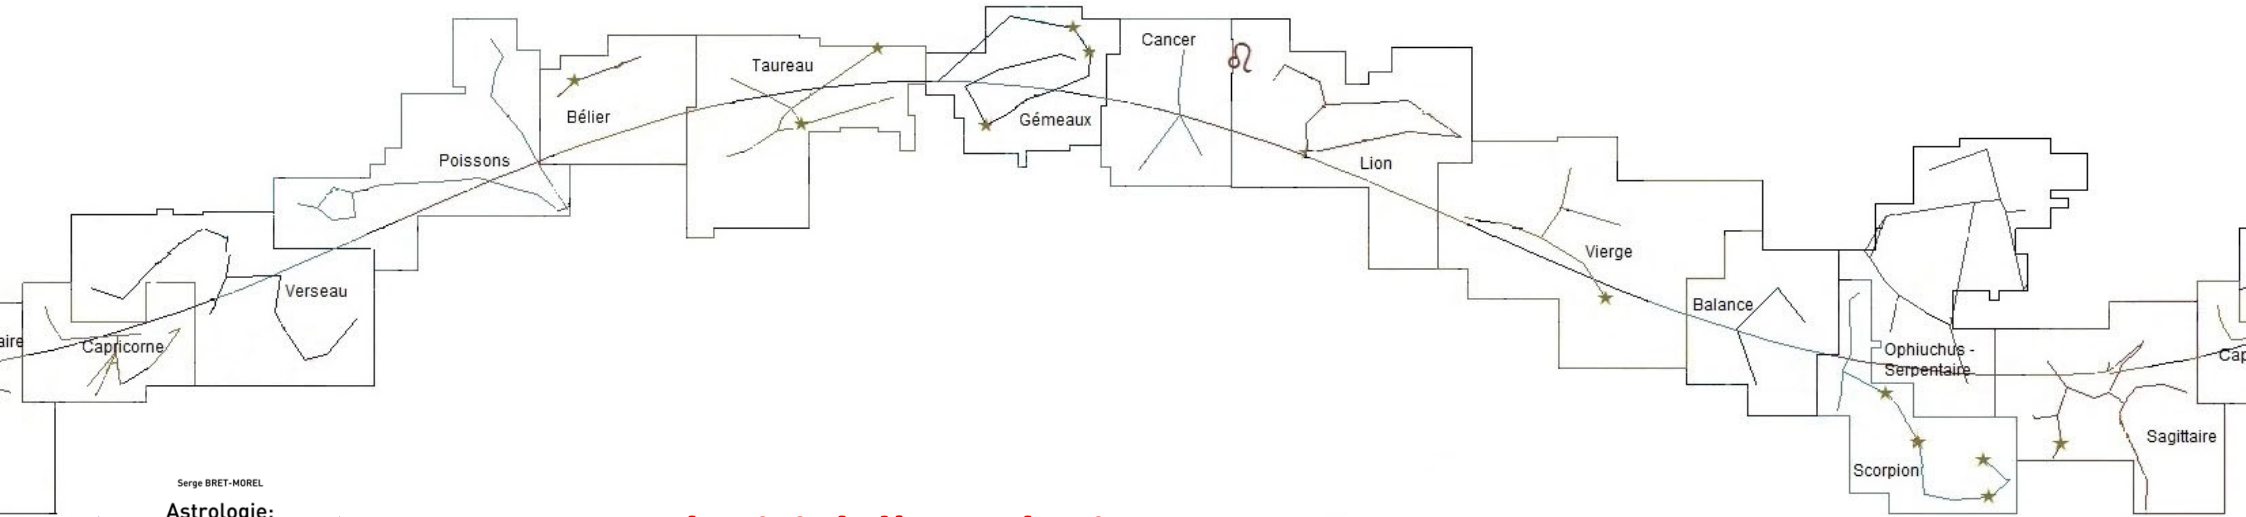 Cancer
Taureau
Bélier
Gémeaux
Poissons
Lion
Vierge
Verseau
Balance
aire
Capricorne
Ophiuchus -
Serpentaire
Cap
Sagittaire
Scorpion
Serge BRET-MOREL
Astrologie: